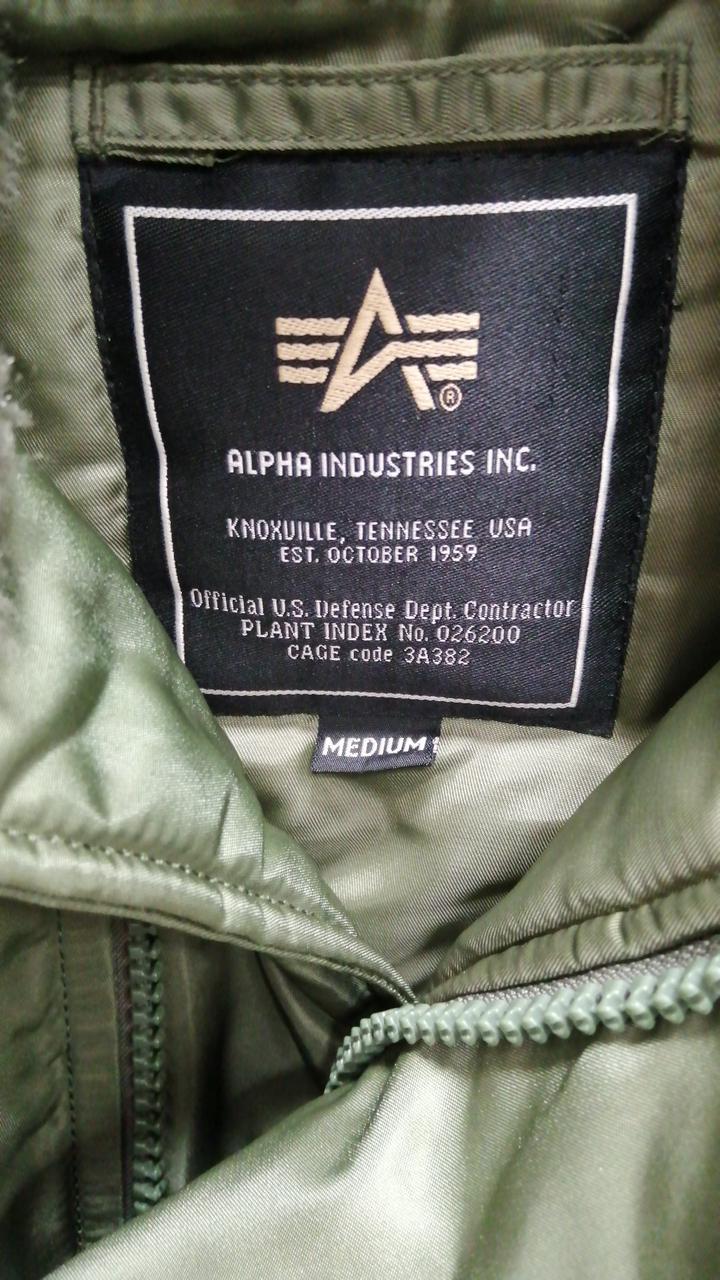 ®
ALPHA INDUSTRIES INC.
KNOXVILLE, TENNESSEE USA
EST. OCTOBER 1959
Official U.S. Defense Dept. Contractor
PLANT INDEX No. 026200
CAGE code 3A382
MEDIUM